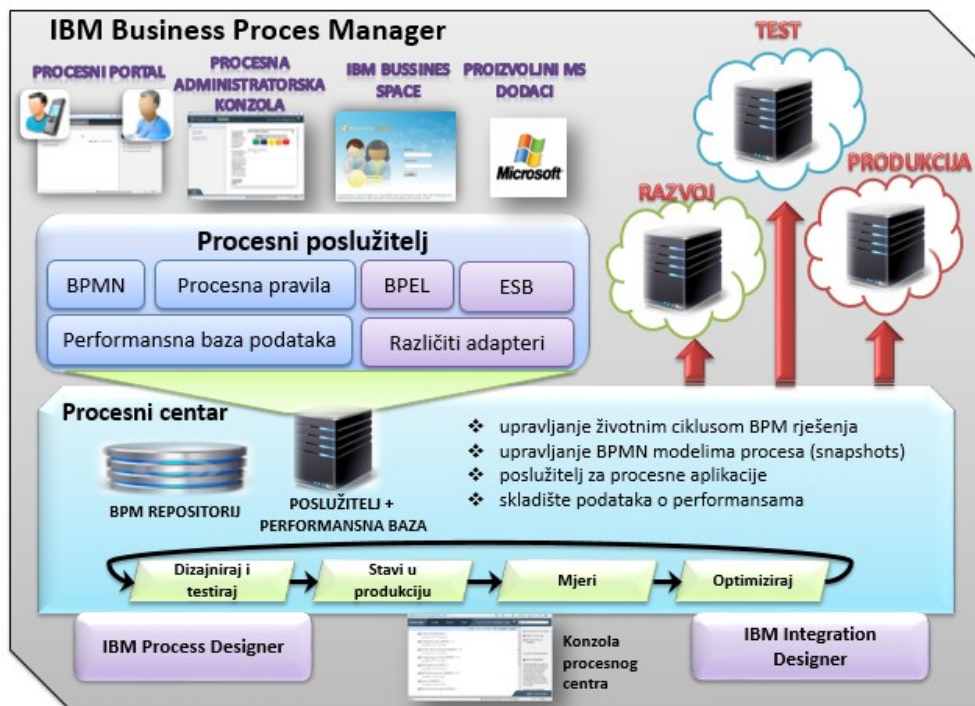 IBM Business Proces Manager
PROCESNI PORTAL
PROCESNA
ADMINISTRATORSKA
KONZOLA
IBM BUSSINES
SPACE
PROIZVOLJNI MS
DODACI
Microsoft
TEST
RAZVOJ
PRODUKCIJA
Procesni poslužitelj
BPMN
Procesna pravila
BPEL
ESB
Performansna baza podataka
Različiti adapteri
Procesni centar
BPM REPOSITORIJ
POSLUŽITELJ +
PERFORMANSNA BAZA
❖ upravljanje životnim ciklusom BPM rješenja
❖ upravljanje BPMN modelima procesa (snapshots)
❖ poslužitelj za procesne aplikacije
❖ skladište podataka o performansama
Dizajniraj i
testiraj
Stavi u
produkciju
Mjeri
Optimiziraj
IBM Process Designer
Konzola
procesnog
centra
IBM Integration
Designer